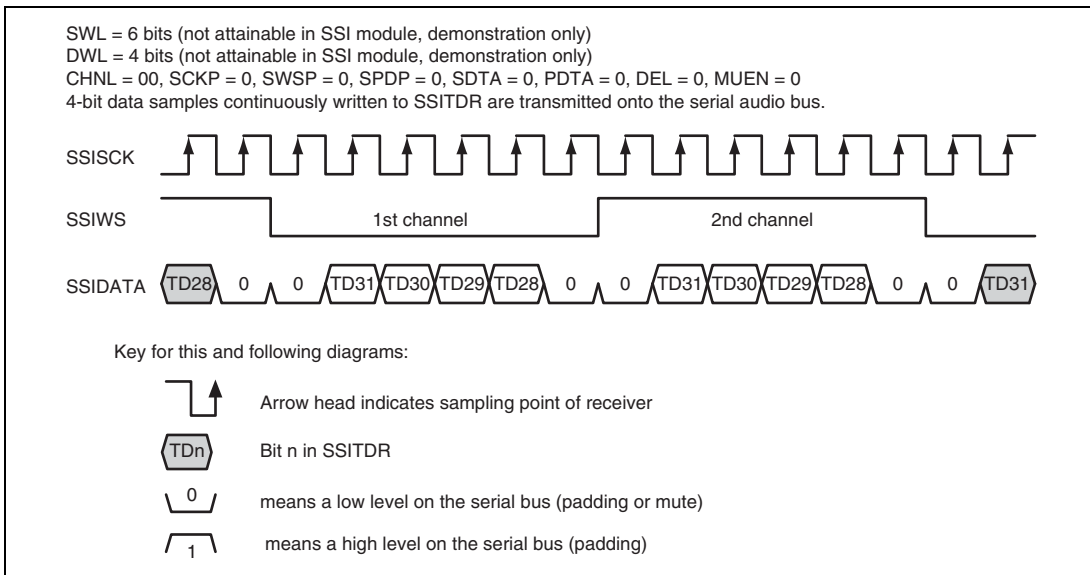 SWL = 6 bits (not attainable in SSI module, demonstration only)
DWL = 4 bits (not attainable in SSI module, demonstration only)
CHNL = 00, SCKP = 0, SWSP = 0, SPDP = 0, SDTA = 0, PDTA = 0, DEL = 0, MUEN = 0
4-bit data samples continuously written to SSITDR are transmitted onto the serial audio bus.
SSISCK
SSIWS 1st channel 2nd channel
SSIDATA TD28 0 0 TD31 TD30 TD29 TD28 0 0 TD31 TD30 TD29 TD28 0 0 TD31
Key for this and following diagrams:
Arrow head indicates sampling point of receiver
TDn Bit n in SSITDR
0 means a low level on the serial bus (padding or mute)
1 means a high level on the serial bus (padding)